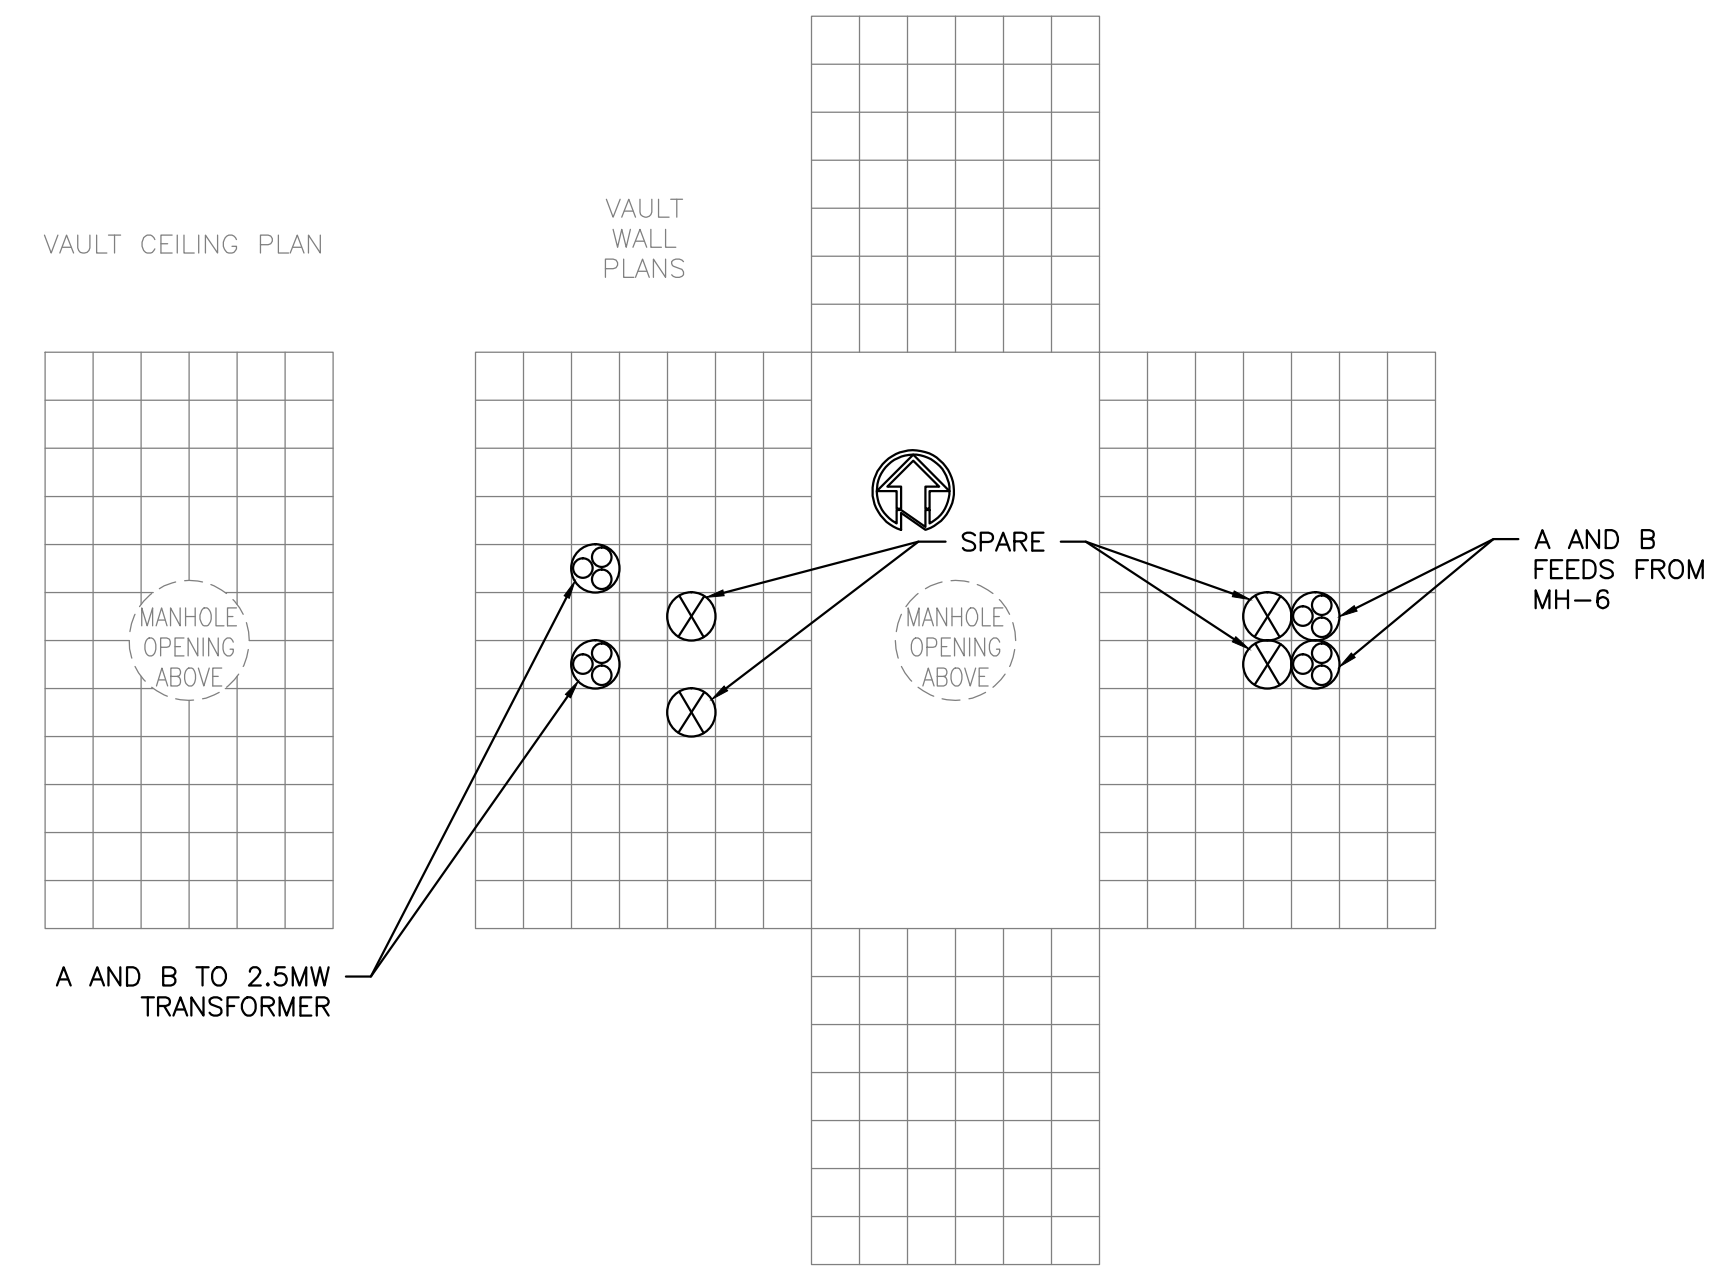 VAULT CEILING PLAN
VAULT
WALL
PLANS
MANHOLE
OPENING
ABOVE
SPARE
MANHOLE
OPENING
ABOVE
A AND B
FEEDS FROM
MH-6
A AND B TO 2.5MW
TRANSFORMER